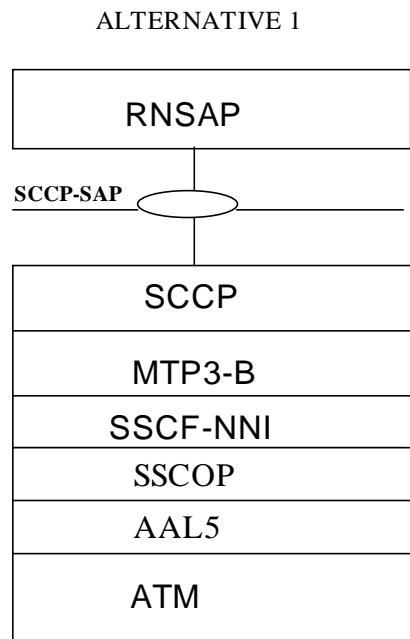 ALTERNATIVE 1
RNSAP
SCCP-SAP
SCCP
MTP3-B
SSCF-NNI
SSCOP
AAL5
ATM